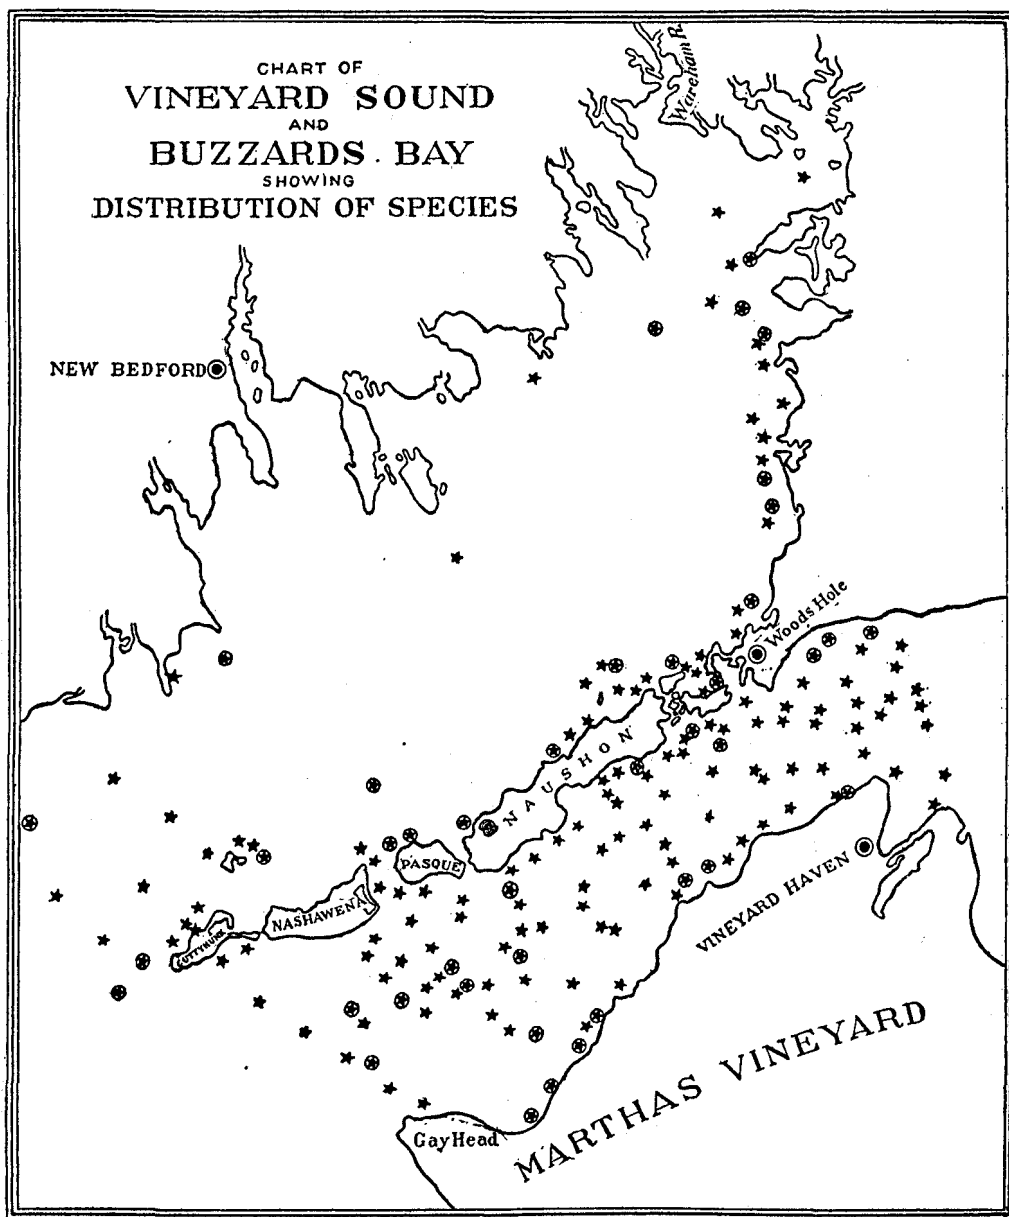 CHART OF
VINEYARD SOUND
AND
BUZZARDS BAY
SHOWING
DISTRIBUTION OF SPECIES
Wareham R.
NEW BEDFORD
Woods Hole
NAUSHON
PASQUE
NASHAWENA
CUTTYHUNK
VINEYARD HAVEN
MARTHAS VINEYARD
Gay Head